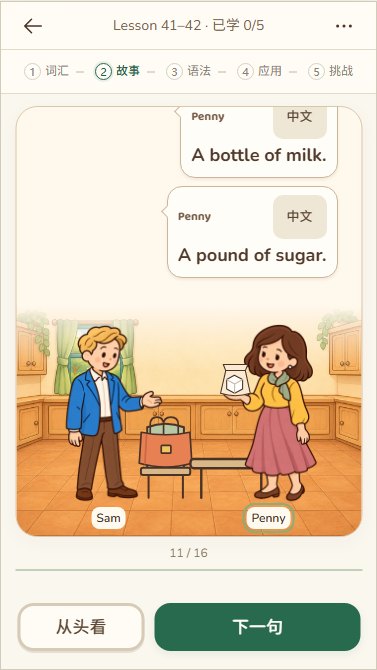 Lesson 41–42 · 已学 0/5
1 词汇 – 2 故事 – 3 语法 – 4 应用 – 5 挑战
Penny 中文
A bottle of milk.
Penny 中文
A pound of sugar.
Sam Penny
11 / 16
从头看 下一句